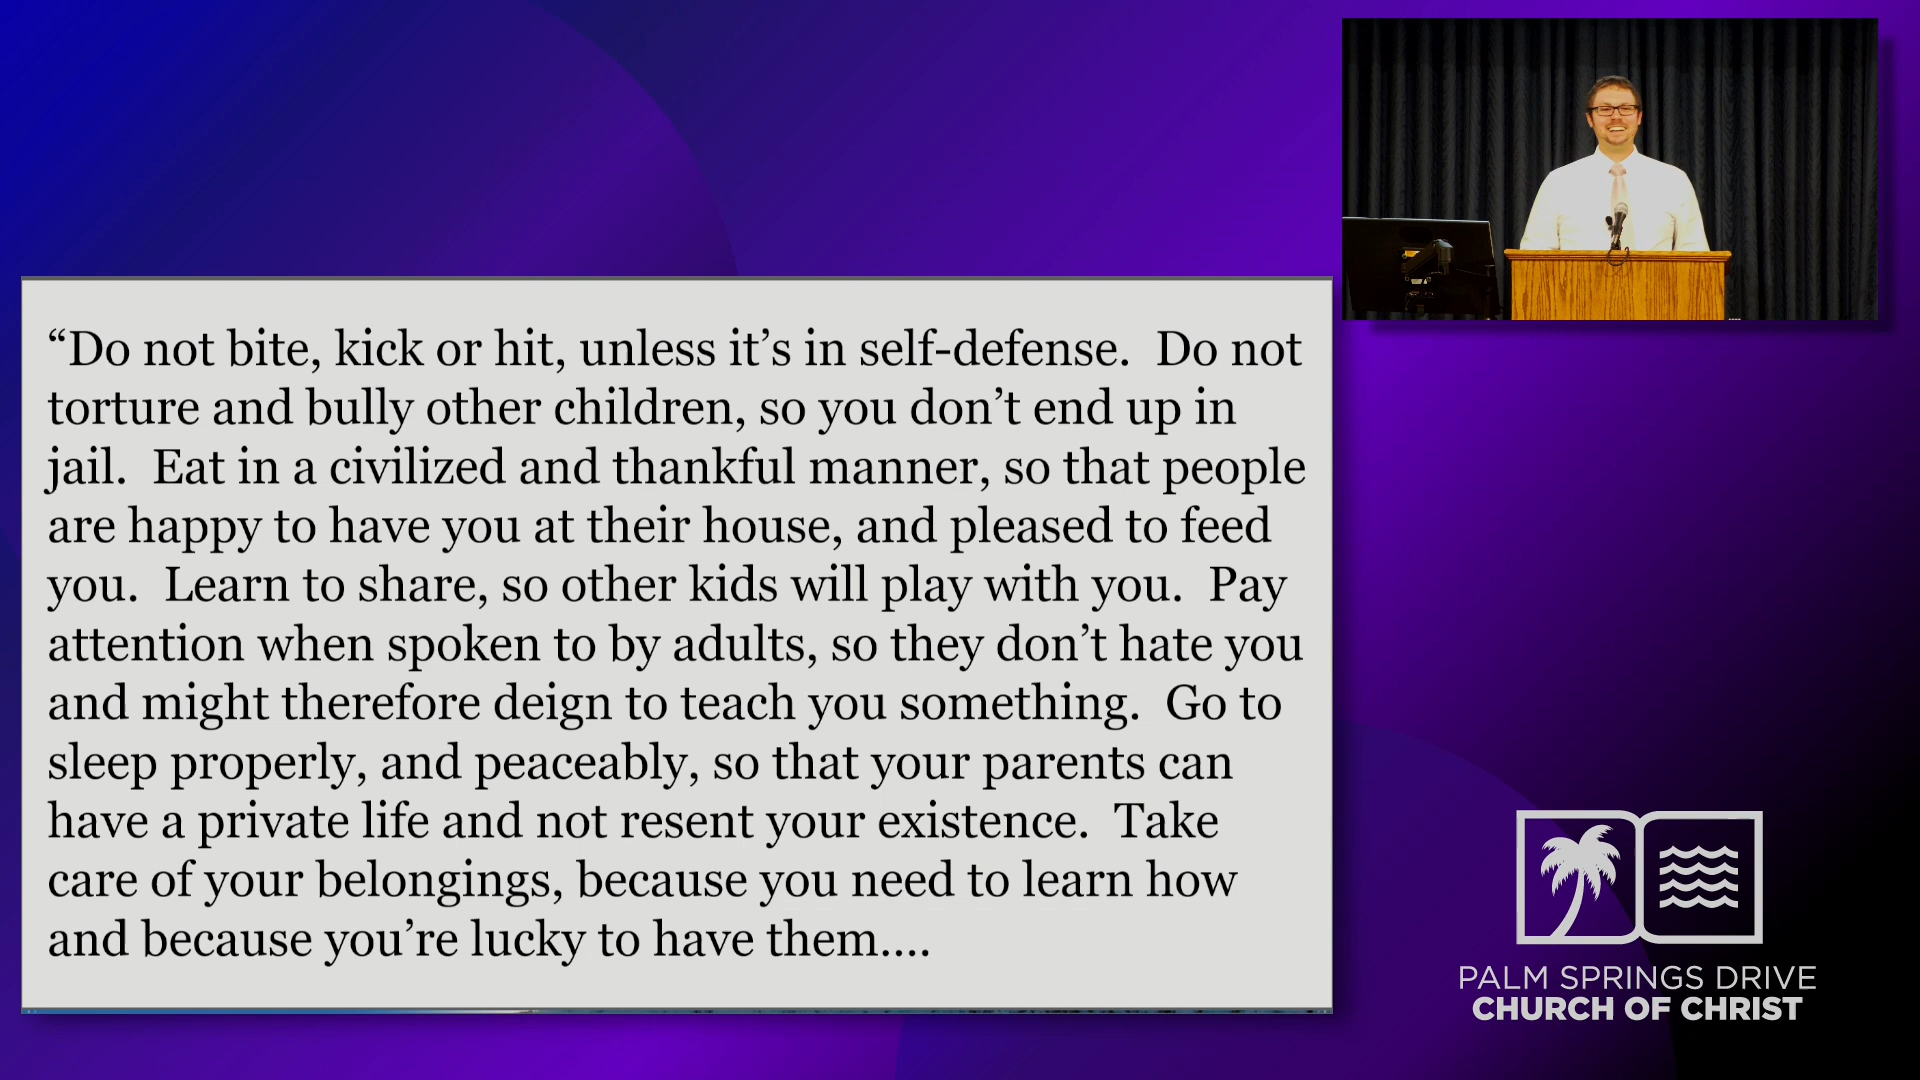 “Do not bite, kick or hit, unless it’s in self-defense.  Do not
torture and bully other children, so you don’t end up in
jail.  Eat in a civilized and thankful manner, so that people
are happy to have you at their house, and pleased to feed
you.  Learn to share, so other kids will play with you.  Pay
attention when spoken to by adults, so they don’t hate you
and might therefore deign to teach you something.  Go to
sleep properly, and peaceably, so that your parents can
have a private life and not resent your existence.  Take
care of your belongings, because you need to learn how
and because you’re lucky to have them....
PALM SPRINGS DRIVE
CHURCH OF CHRIST